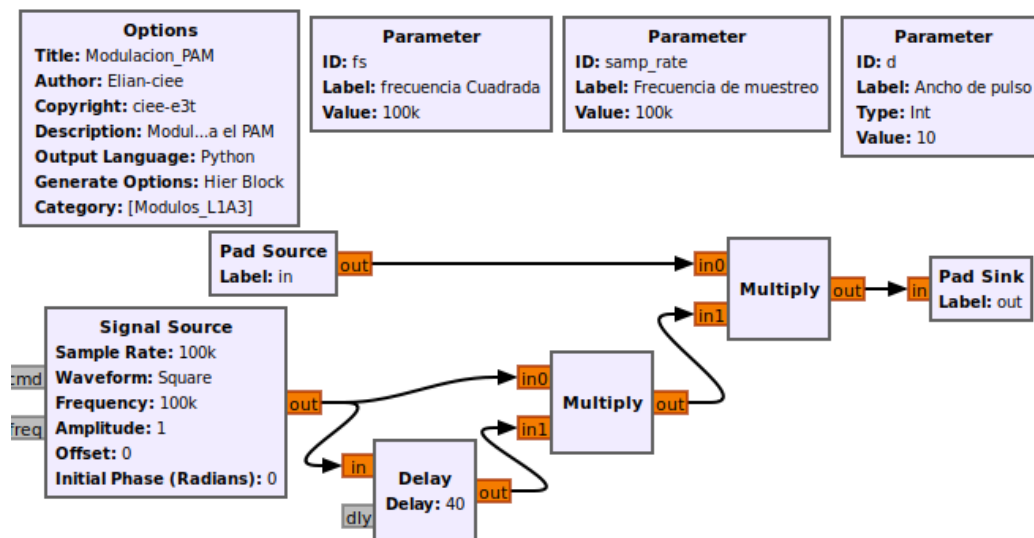 Options
Title: Modulacion_PAM
Author: Elian-ciee
Copyright: ciee-e3t
Description: Modul...a el PAM
Output Language: Python
Generate Options: Hier Block
Category: [Modulos_L1A3]
Parameter
ID: fs
Label: frecuencia Cuadrada
Value: 100k
Parameter
ID: samp_rate
Label: Frecuencia de muestreo
Value: 100k
Parameter
ID: d
Label: Ancho de pulso
Type: Int
Value: 10
Pad Source
Label: in
out
in0
in1
Multiply
out
in
Pad Sink
Label: out
Signal Source
Sample Rate: 100k
Waveform: Square
Frequency: 100k
Amplitude: 1
Offset: 0
Initial Phase (Radians): 0
cmd
freq
out
in0
in1
Multiply
out
in
dly
Delay
Delay: 40
out